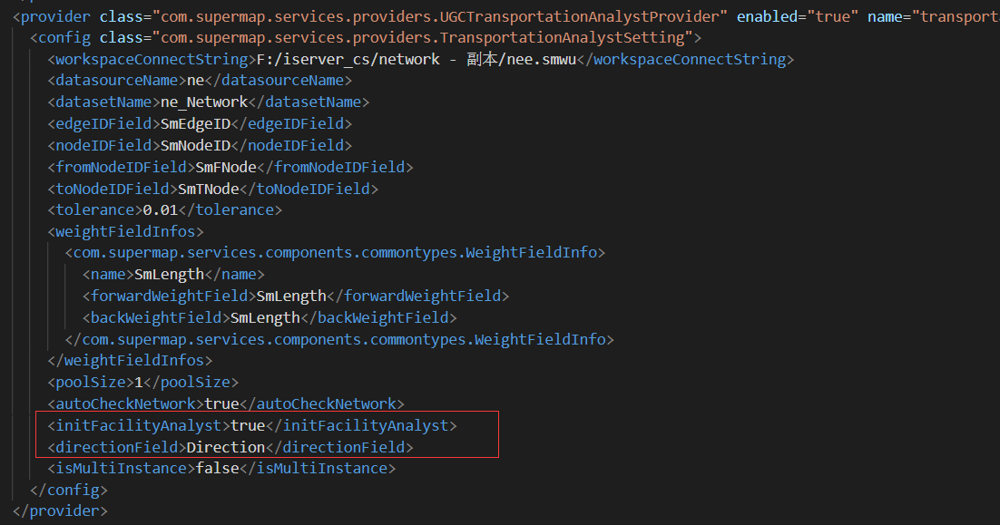 <provider class="com.supermap.services.providers.UGCTransportationAnalystProvider" enabled="true" name="transport
<config class="com.supermap.services.providers.TransportationAnalystSetting">
<workspaceConnectString>F:/iserver_cs/network - 副本/nee.smwu</workspaceConnectString>
<datasourceName>ne</datasourceName>
<datasetName>ne_Network</datasetName>
<edgeIDField>SmEdgeID</edgeIDField>
<nodeIDField>SmNodeID</nodeIDField>
<fromNodeIDField>SmFNode</fromNodeIDField>
<toNodeIDField>SmTNode</toNodeIDField>
<tolerance>0.01</tolerance>
<weightFieldInfos>
<com.supermap.services.components.commontypes.WeightFieldInfo>
<name>SmLength</name>
<forwardWeightField>SmLength</forwardWeightField>
<backWeightField>SmLength</backWeightField>
</com.supermap.services.components.commontypes.WeightFieldInfo>
</weightFieldInfos>
<poolSize>1</poolSize>
<autoCheckNetwork>true</autoCheckNetwork>
<initFacilityAnalyst>true</initFacilityAnalyst>
<directionField>Direction</directionField>
<isMultiInstance>false</isMultiInstance>
</config>
</provider>